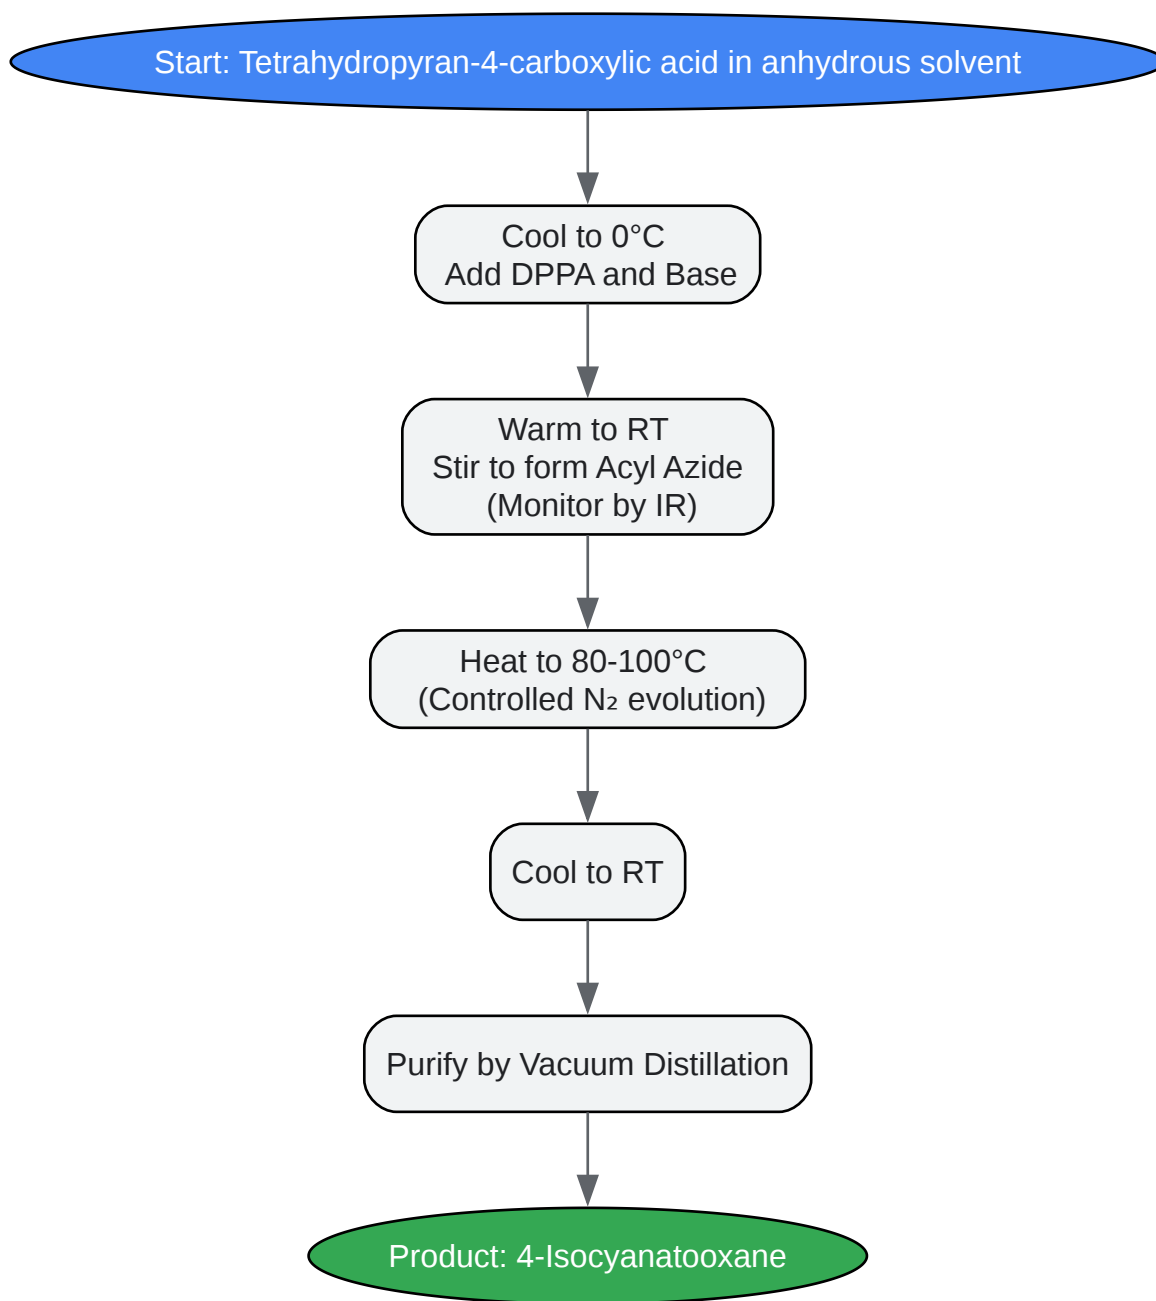 Start: Tetrahydropyran-4-carboxylic acid in anhydrous solvent
Cool to 0°C
Add DPPA and Base
Warm to RT
Stir to form Acyl Azide
(Monitor by IR)
Heat to 80-100°C
(Controlled N₂ evolution)
Cool to RT
Purify by Vacuum Distillation
Product: 4-Isocyanatooxane